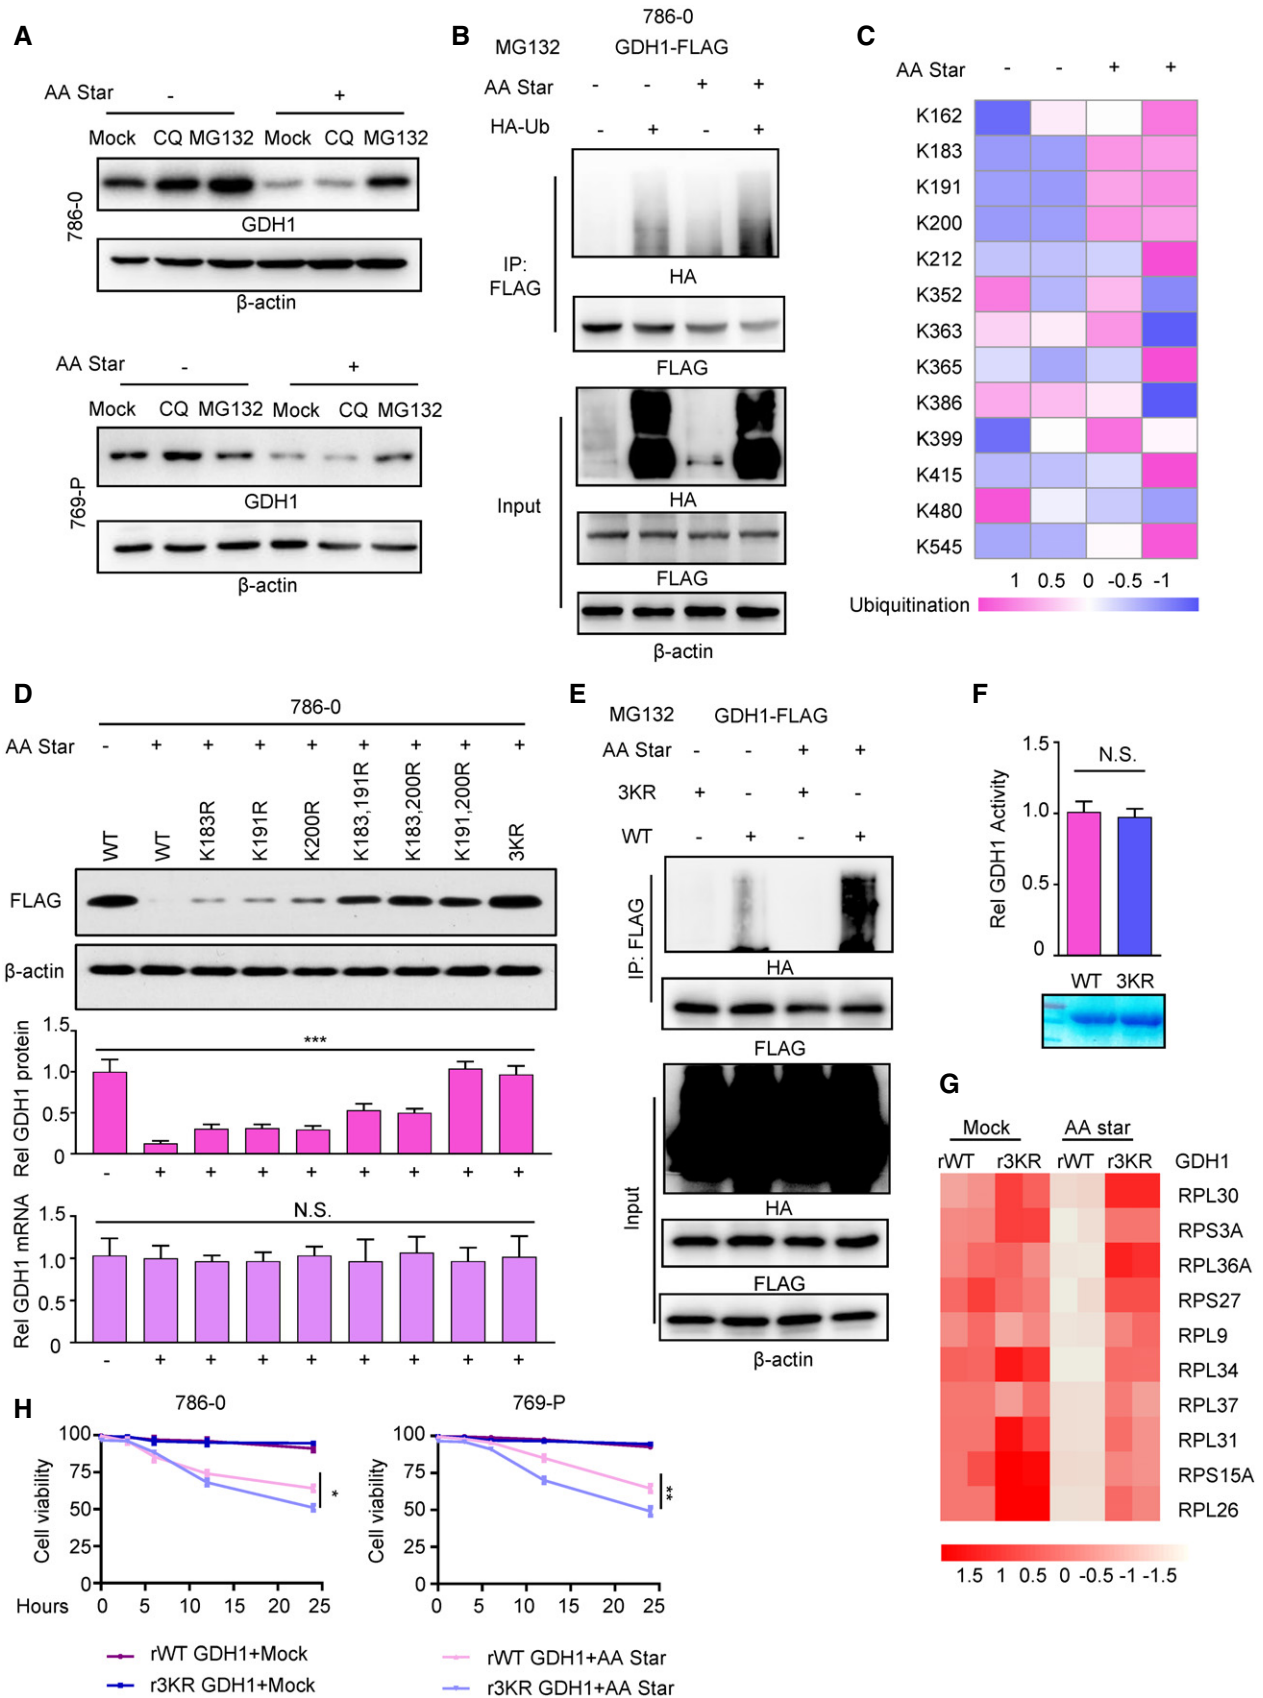 A
AA Star - +
Mock CQ MG132 Mock CQ MG132
786-0
GDH1
β-actin
AA Star - +
Mock CQ MG132 Mock CQ MG132
769-P
GDH1
β-actin
B
786-0
MG132 GDH1-FLAG
AA Star - - + +
HA-Ub - + - +
IP: FLAG
HA
FLAG
Input
HA
FLAG
β-actin
C
AA Star - - + +
K162
K183
K191
K200
K212
K352
K363
K365
K386
K399
K415
K480
K545
1 0.5 0 -0.5 -1
Ubiquitination
D
786-0
AA Star - + + + + + + + +
WT WT K183R K191R K200R K183,191R K183,200R K191,200R 3KR
FLAG
β-actin
Rel GDH1 protein
1.5
1.0
0.5
0
***
- + + + + + + + +
Rel GDH1 mRNA
1.5
1.0
0.5
0
N.S.
- + + + + + + + +
E
MG132 GDH1-FLAG
AA Star - - + +
3KR + - + -
WT - + - +
IP: FLAG
HA
FLAG
Input
HA
FLAG
β-actin
F
Rel GDH1 Activity
1.5
1.0
0.5
0
N.S.
WT 3KR
G
Mock AA star
rWT r3KR rWT r3KR GDH1
RPL30
RPS3A
RPL36A
RPS27
RPL9
RPL34
RPL37
RPL31
RPS15A
RPL26
1.5 1 0.5 0 -0.5 -1 -1.5
H
786-0
Cell viability
100
75
50
25
0
*
Hours 0 5 10 15 20 25
769-P
Cell viability
100
75
50
25
0
**
0 5 10 15 20 25
rWT GDH1+Mock
r3KR GDH1+Mock
rWT GDH1+AA Star
r3KR GDH1+AA Star